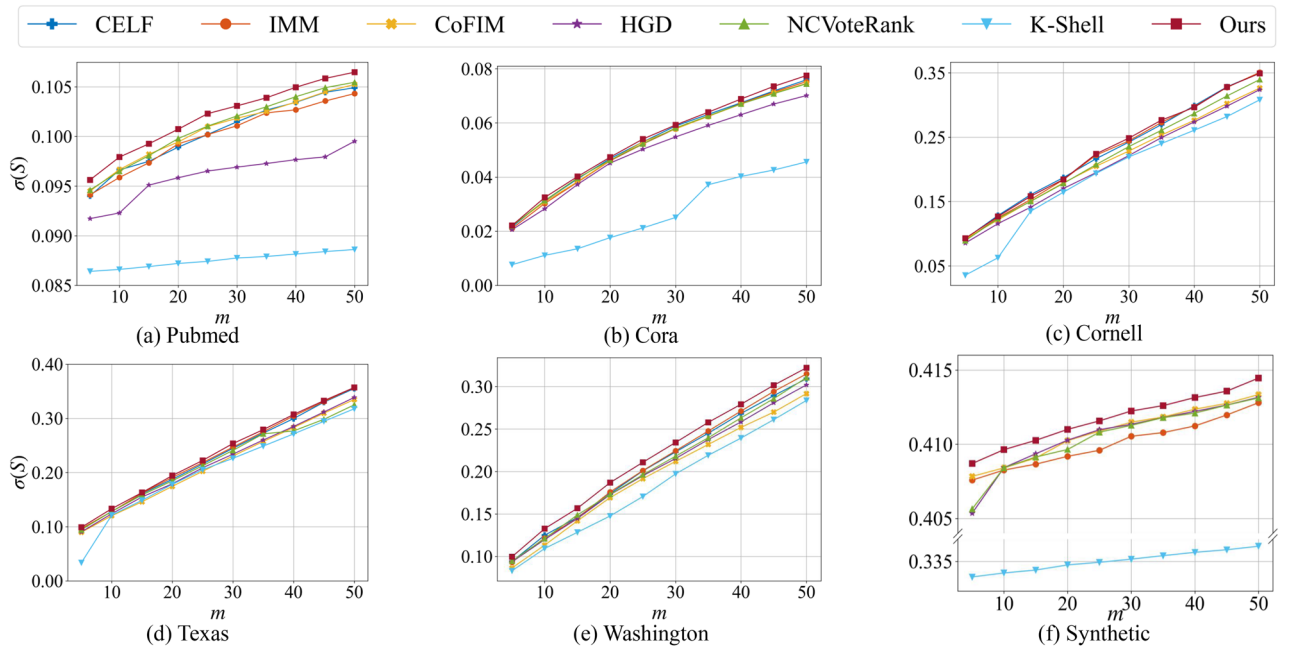 CELF IMM CoFIM HGD NCVoteRank K-Shell Ours
σ(S)
0.105
0.100
0.095
0.090
0.085
10 20 30 40 50
m
(a) Pubmed
0.08
0.06
0.04
0.02
0.00
10 20 30 40 50
m
(b) Cora
0.35
0.25
0.15
0.05
10 20 30 40 50
m
(c) Cornell
σ(S)
0.40
0.30
0.20
0.10
0.00
10 20 30 40 50
m
(d) Texas
0.30
0.25
0.20
0.15
0.10
10 20 30 40 50
m
(e) Washington
0.415
0.410
0.405
0.335
10 20 30 40 50
m
(f) Synthetic